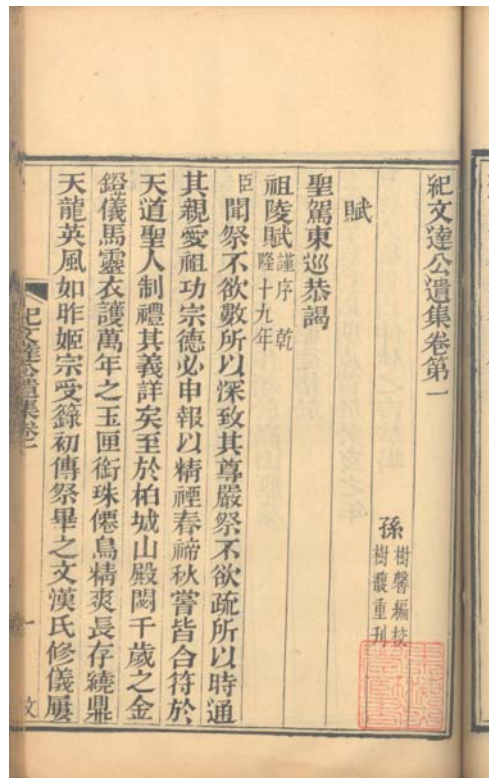 紀文達公遺集卷第一
孫
樹馨編校
樹馥重刊
賦
聖駕東巡恭謁
祖陵賦謹序 乾隆十九年
臣聞祭不欲數所以深致其尊嚴祭不欲疏所以時通
其親愛祖功宗德必申報以精禋春禘秋嘗皆合符於
天道聖人制禮其義詳矣至於柏城山殿閟千歲之金
鐙儀馬靈衣護萬年之玉匣銜珠僊鳥精爽長存繞鼎
天龍英風如昨姬宗受籙初傳祭畢之文漢氏修儀屢
紀文達公遺集卷一
一
文